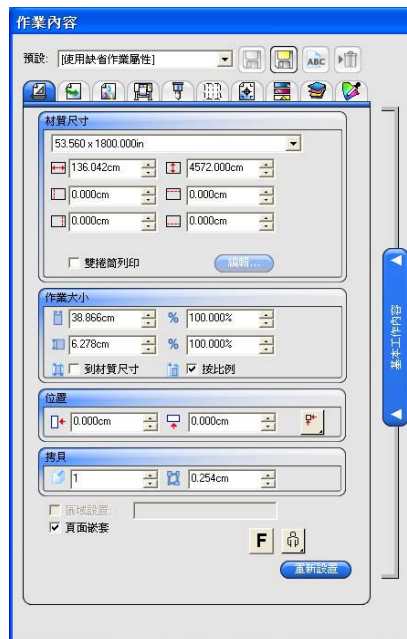 作業內容
預設: [使用缺省作業屬性]
ABC
材質尺寸
53.560 x 1800.000in
136.042cm 4572.000cm
0.000cm 0.000cm
0.000cm 0.000cm
雙捲筒列印 編輯...
作業大小
38.866cm % 100.000%
6.278cm % 100.000%
到材質尺寸 按比例
位置
0.000cm 0.000cm
拷貝
1 0.254cm
區域設置:
頁面嵌套
F
重新設置
基本工作內容